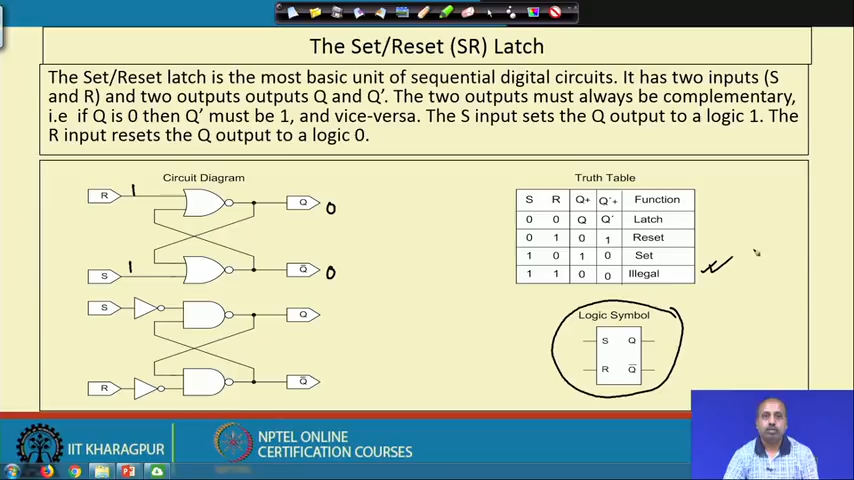 The Set/Reset (SR) Latch
The Set/Reset latch is the most basic unit of sequential digital circuits. It has two inputs (S
and R) and two outputs outputs Q and Q’. The two outputs must always be complementary,
i.e if Q is 0 then Q’ must be 1, and vice-versa. The S input sets the Q output to a logic 1. The
R input resets the Q output to a logic 0.
Circuit Diagram
R 1 Q 0
S 1 Q̅ 0
S Q
R Q̅
Truth Table
S R Q+ Q´+ Function
0 0 Q Q´ Latch
0 1 0 1 Reset
1 0 1 0 Set
1 1 0 0 Illegal
Logic Symbol
S Q
R Q̅
IIT KHARAGPUR
NPTEL ONLINE
CERTIFICATION COURSES